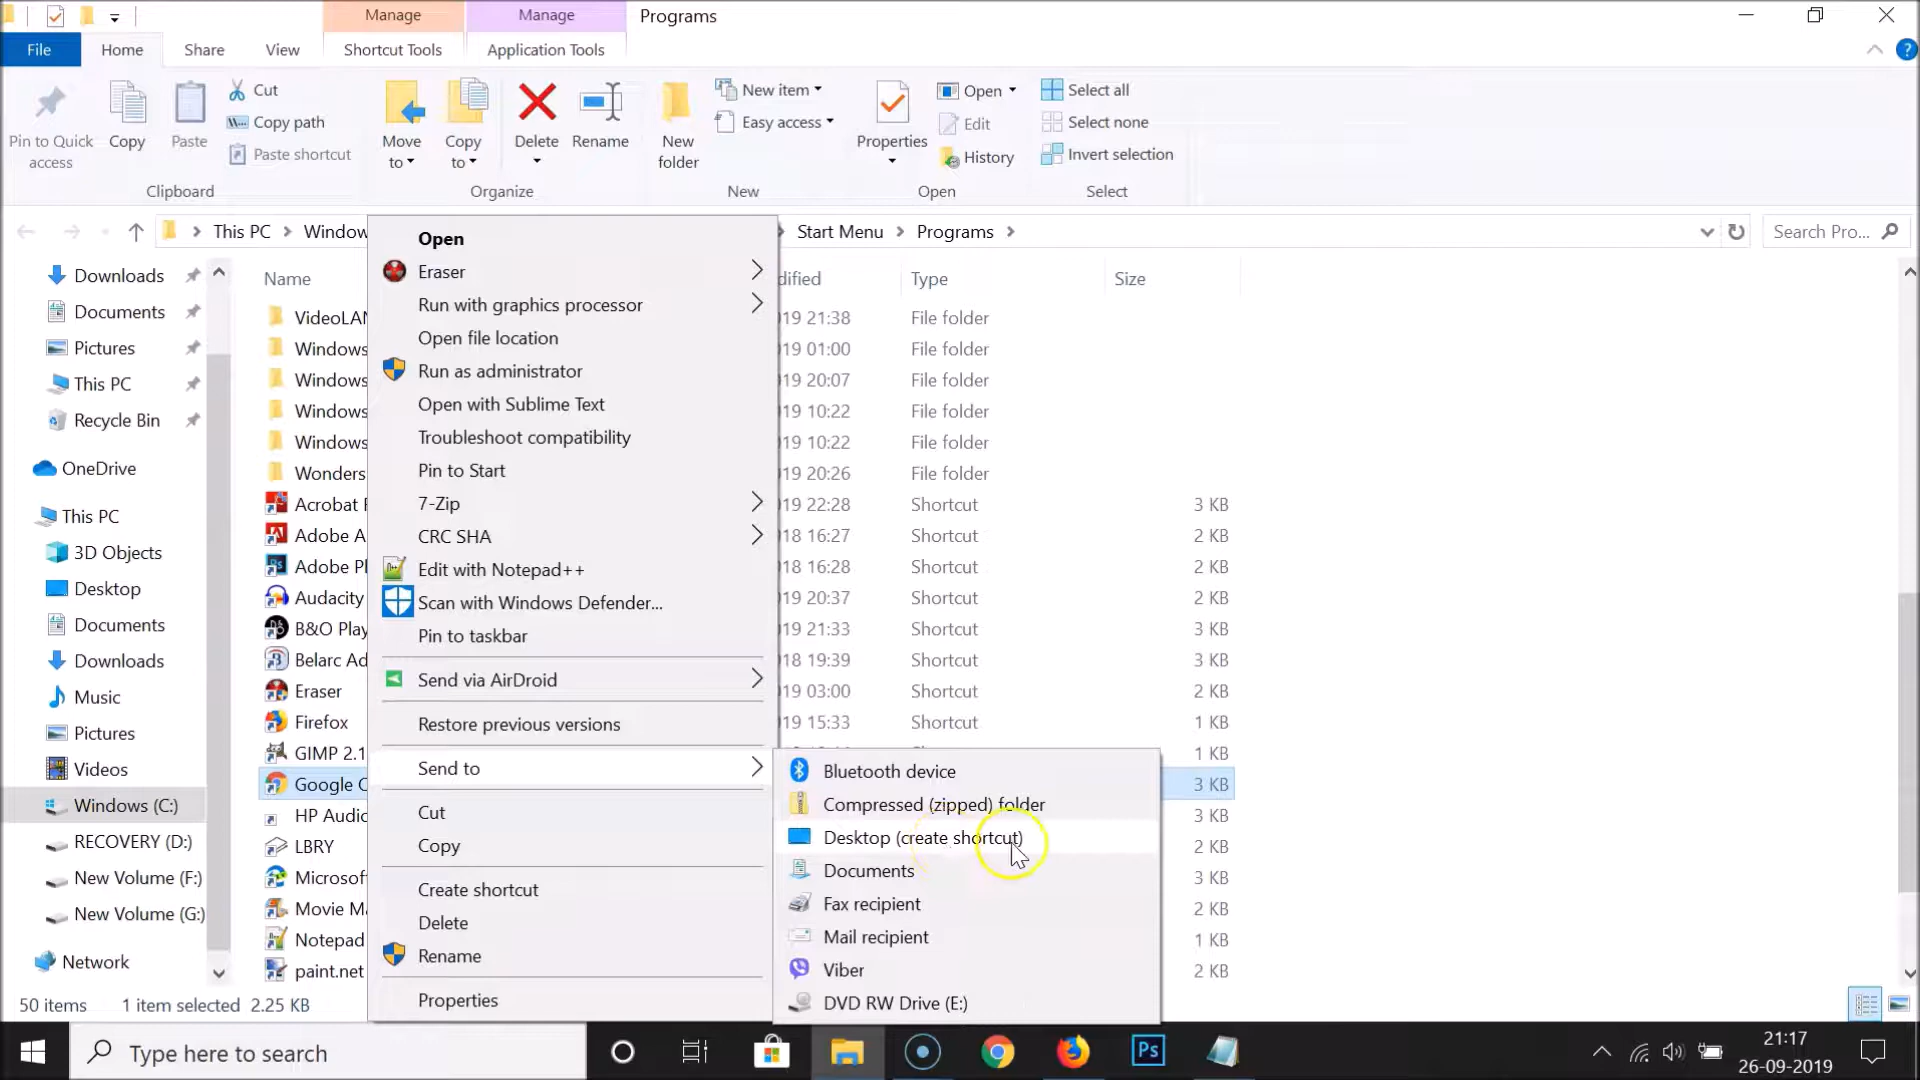 Manage
Manage
Programs
File
Home
Share
View
Shortcut Tools
Application Tools
Pin to Quick access
Copy
Paste
Cut
Copy path
Paste shortcut
Clipboard
Move to
Copy to
Delete
Rename
Organize
New folder
New item
Easy access
New
Properties
Open
Edit
History
Open
Select all
Select none
Invert selection
Select
This PC
Window
Start Menu
Programs
Search Pro...
Downloads
Documents
Pictures
This PC
Recycle Bin
OneDrive
This PC
3D Objects
Desktop
Documents
Downloads
Music
Pictures
Videos
Windows (C:)
RECOVERY (D:)
New Volume (F:)
New Volume (G:)
Network
Name
dified
Type
Size
VideoLAN
19 21:38
File folder
Windows
19 01:00
File folder
Windows
19 20:07
File folder
Windows
19 10:22
File folder
Windows
19 10:22
File folder
Wonders
19 20:26
File folder
Acrobat
19 22:28
Shortcut
3 KB
Adobe A
18 16:27
Shortcut
2 KB
Adobe P
18 16:28
Shortcut
2 KB
Audacity
19 20:37
Shortcut
2 KB
B&O Play
19 21:33
Shortcut
3 KB
Belarc Ad
18 19:39
Shortcut
3 KB
Eraser
19 03:00
Shortcut
2 KB
Firefox
19 15:33
Shortcut
1 KB
GIMP 2.1
1 KB
Google C
3 KB
HP Audio
3 KB
LBRY
2 KB
Microsoft
3 KB
Movie M
2 KB
Notepad
1 KB
paint.net
2 KB
Open
Eraser
Run with graphics processor
Open file location
Run as administrator
Open with Sublime Text
Troubleshoot compatibility
Pin to Start
7-Zip
CRC SHA
Edit with Notepad++
Scan with Windows Defender...
Pin to taskbar
Send via AirDroid
Restore previous versions
Send to
Cut
Copy
Create shortcut
Delete
Rename
Properties
Bluetooth device
Compressed (zipped) folder
Desktop (create shortcut)
Documents
Fax recipient
Mail recipient
Viber
DVD RW Drive (E:)
50 items
1 item selected 2.25 KB
Type here to search
Ps
21:17
26-09-2019